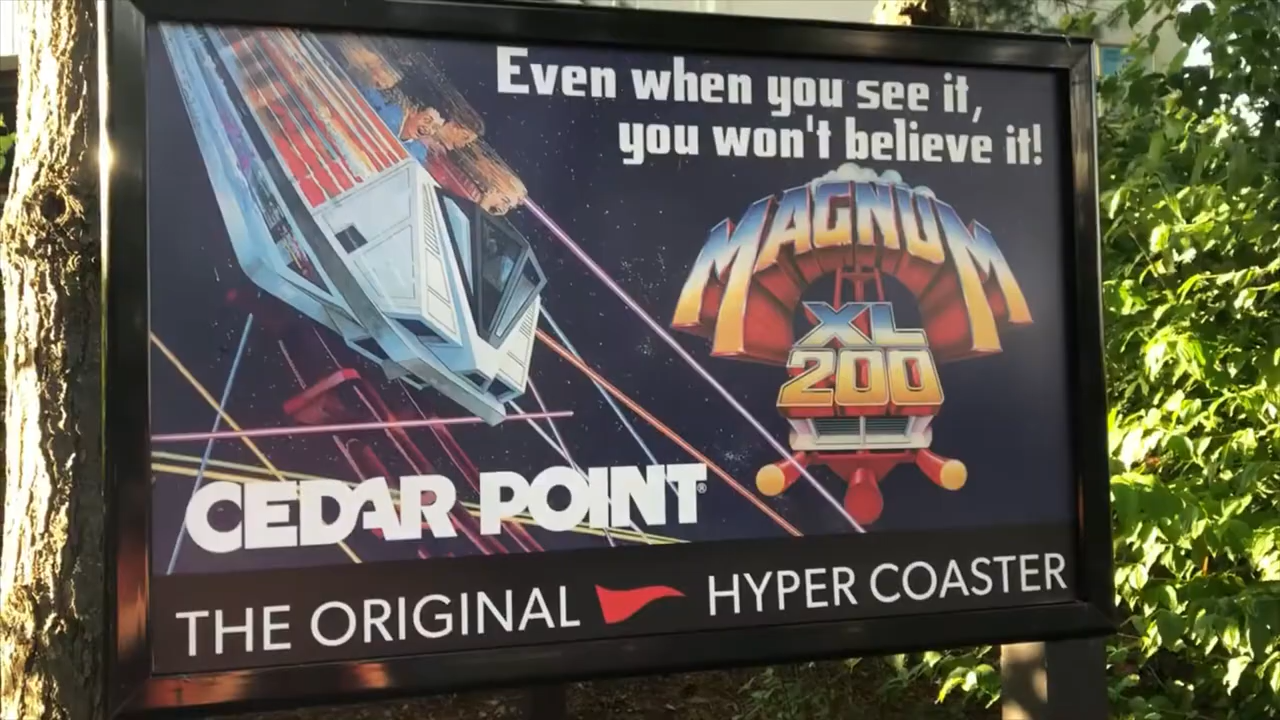 Even when you see it,
you won't believe it!
MAGNUM
XL
200
CEDAR POINT®
THE ORIGINAL HYPER COASTER